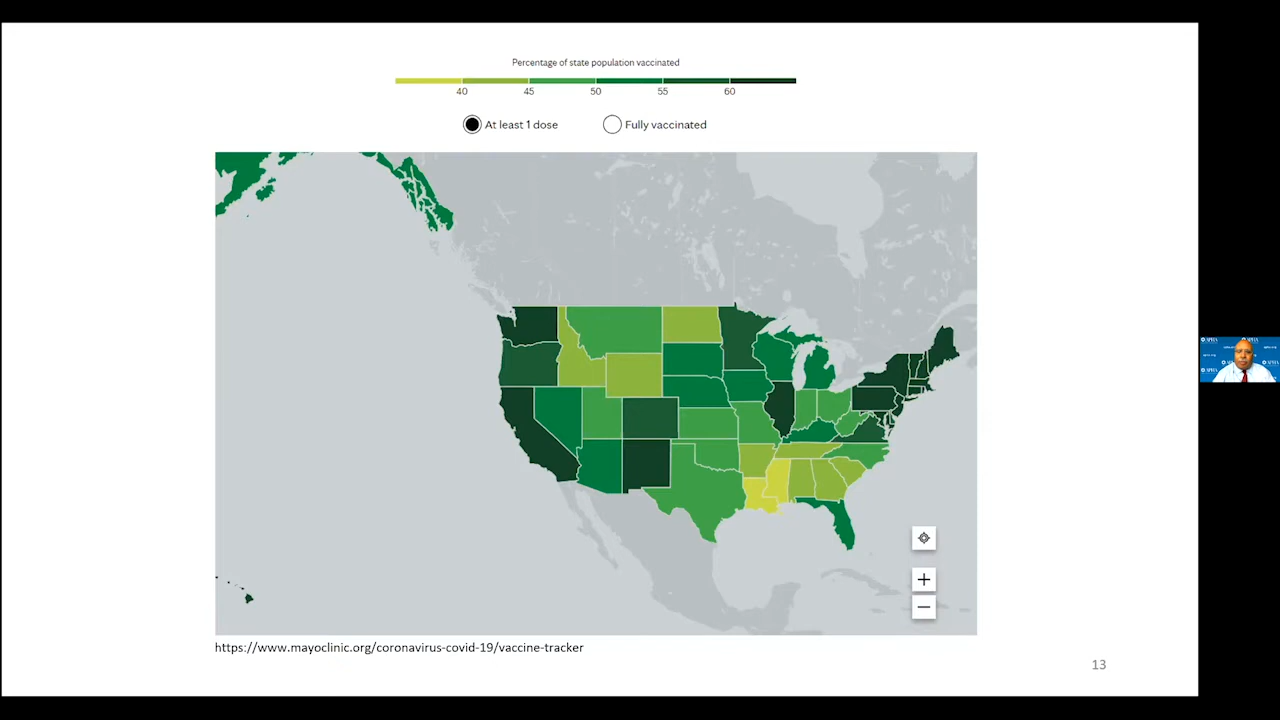 Percentage of state population vaccinated
40 45 50 55 60
At least 1 dose Fully vaccinated
https://www.mayoclinic.org/coronavirus-covid-19/vaccine-tracker
13
APHA